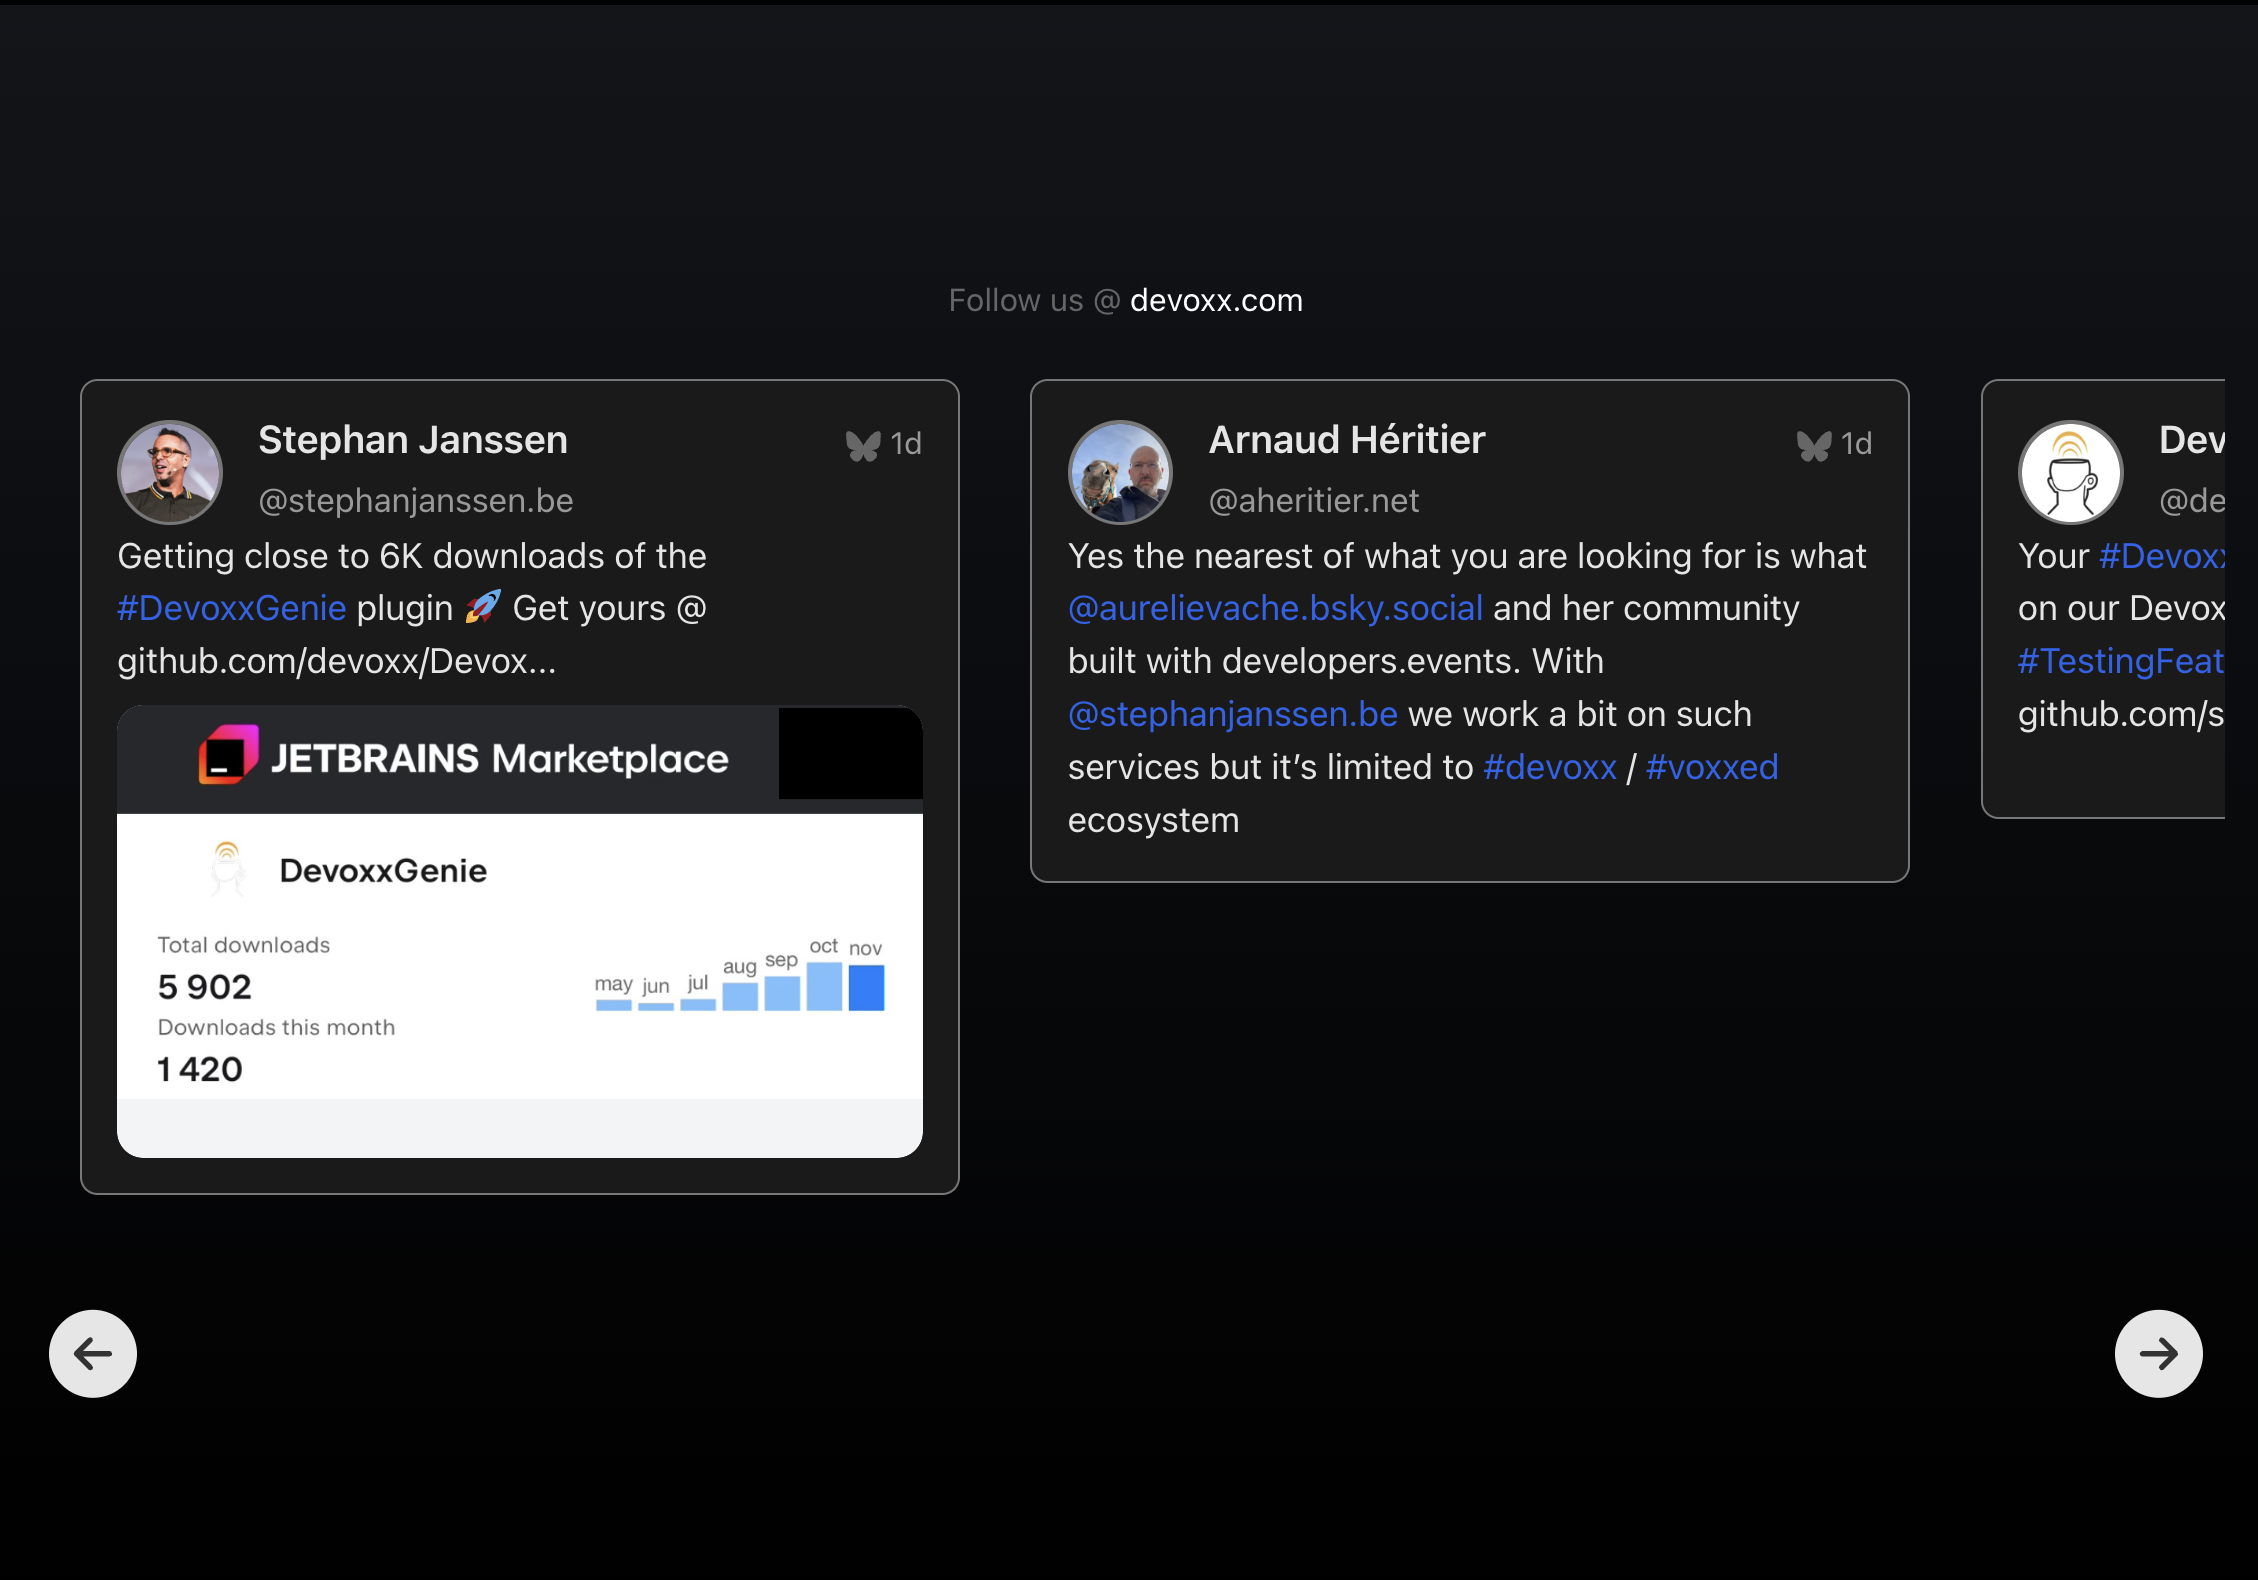 Follow us @ devoxx.com
Stephan Janssen
1d
@stephanjanssen.be
Getting close to 6K downloads of the
#DevoxxGenie plugin 🚀 Get yours @
github.com/devoxx/Devox...
JETBRAINS Marketplace
DevoxxGenie
Total downloads
5 902
Downloads this month
1 420
may jun jul aug sep oct nov
Arnaud Héritier
1d
@aheritier.net
Yes the nearest of what you are looking for is what
@aurelievache.bsky.social and her community
built with developers.events. With
@stephanjanssen.be we work a bit on such
services but it’s limited to #devoxx / #voxxed
ecosystem
Dev
@de
Your #Devoxx
on our Devox
#TestingFeat
github.com/s